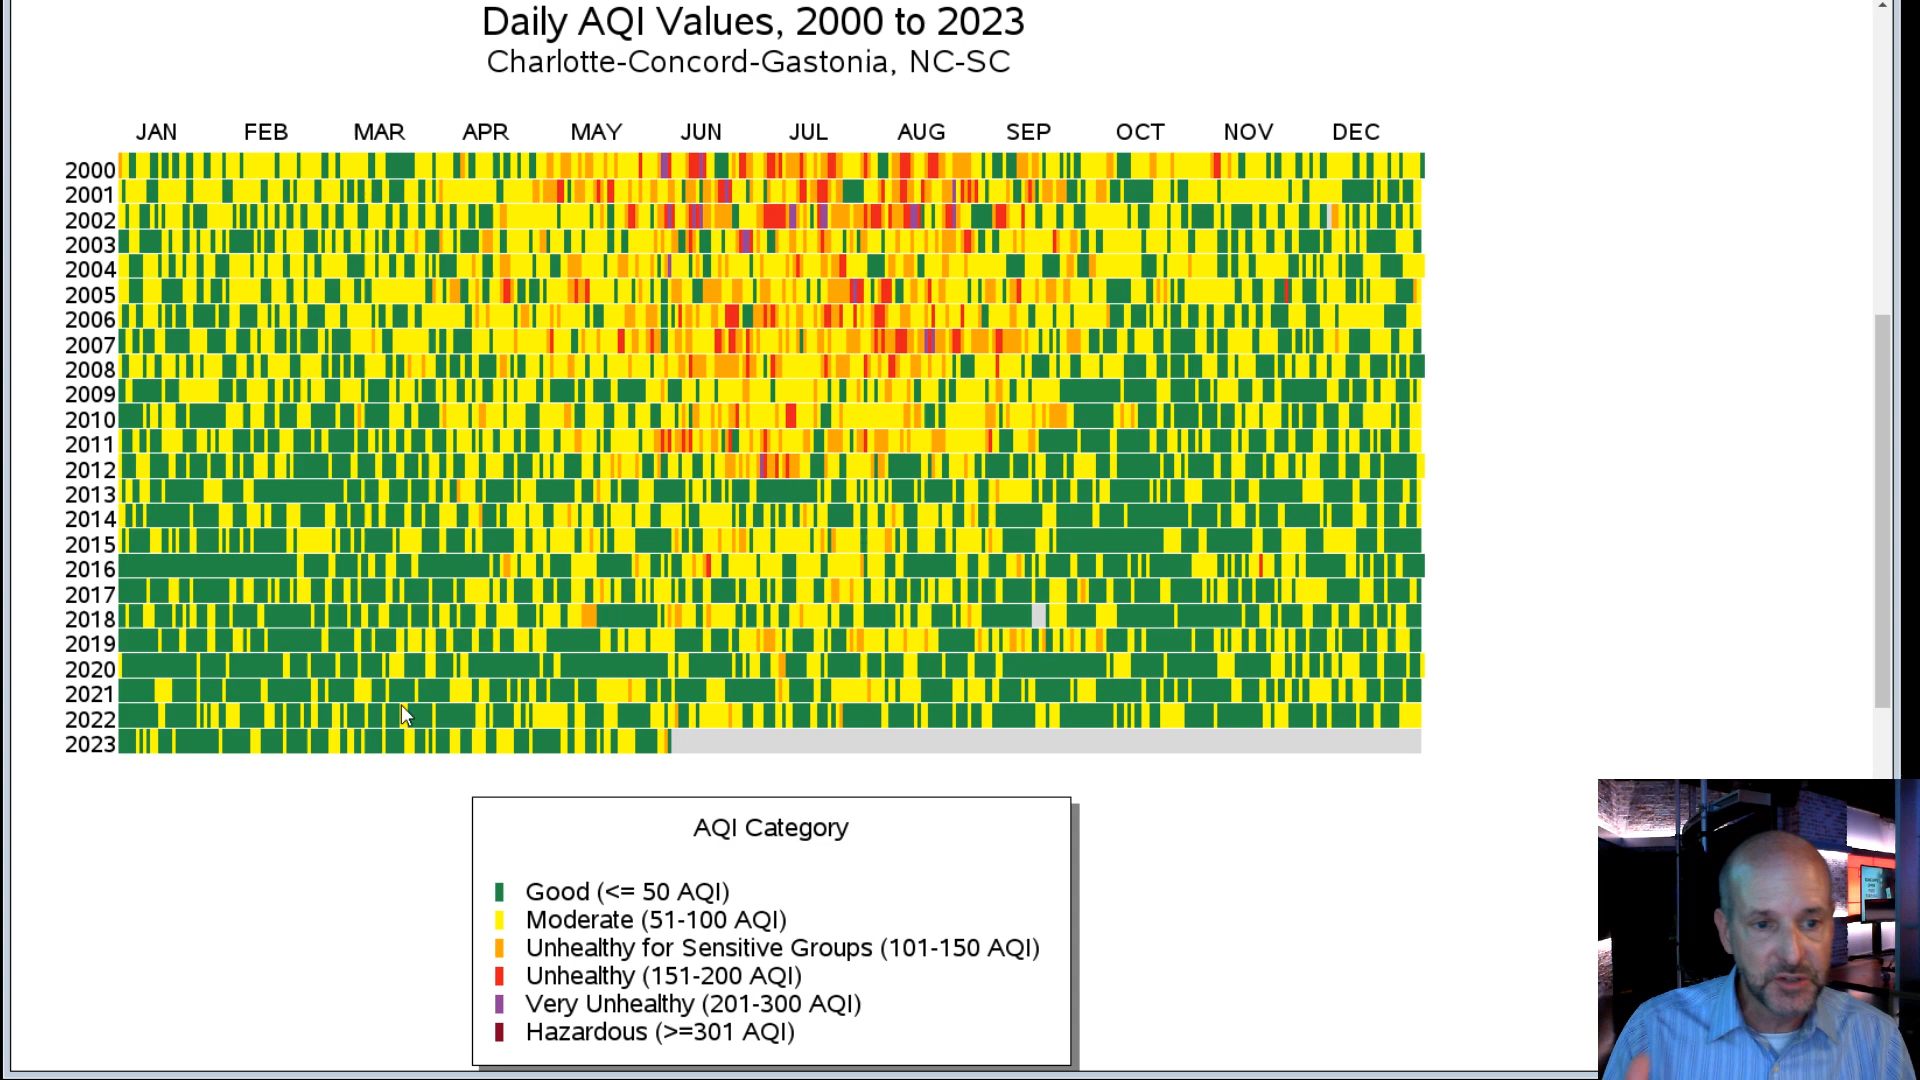 Daily AQI Values, 2000 to 2023
Charlotte-Concord-Gastonia, NC-SC
JAN FEB MAR APR MAY JUN JUL AUG SEP OCT NOV DEC
2000
2001
2002
2003
2004
2005
2006
2007
2008
2009
2010
2011
2012
2013
2014
2015
2016
2017
2018
2019
2020
2021
2022
2023
AQI Category
Good (<= 50 AQI)
Moderate (51-100 AQI)
Unhealthy for Sensitive Groups (101-150 AQI)
Unhealthy (151-200 AQI)
Very Unhealthy (201-300 AQI)
Hazardous (>=301 AQI)